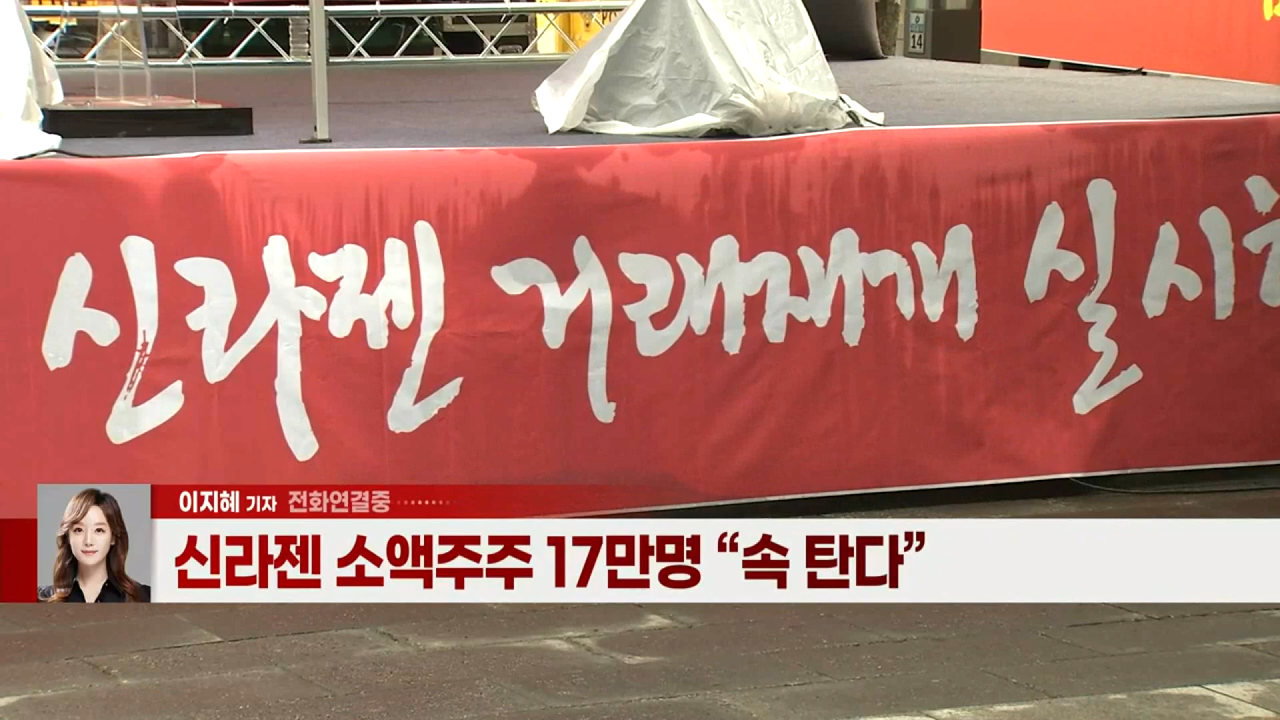 14
신라젠 거래재개 실시
이지혜 기자 전화연결중
신라젠 소액주주 17만명 “속 탄다”